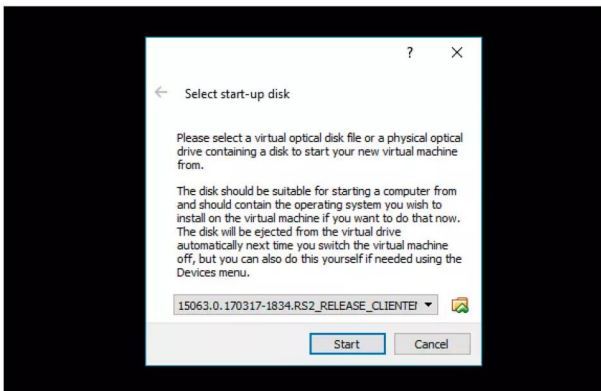 ?
Select start-up disk
Please select a virtual optical disk file or a physical optical
drive containing a disk to start your new virtual machine
from.
The disk should be suitable for starting a computer from
and should contain the operating system you wish to
install on the virtual machine if you want to do that now.
The disk will be ejected from the virtual drive
automatically next time you switch the virtual machine
off, but you can also do this yourself if needed using the
Devices menu.
15063.0.170317-1834.RS2_RELEASE_CLIENTE
Start Cancel